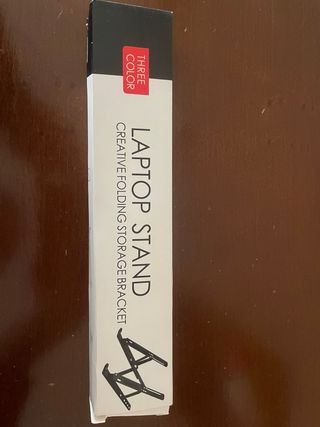 THREE
COLOR
LAPTOP STAND
CREATIVE FOLDING STORAGE BRACKET